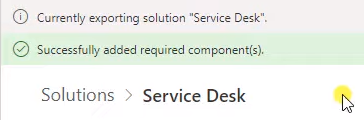 Currently exporting solution "Service Desk".
Successfully added required component(s).
Solutions > Service Desk